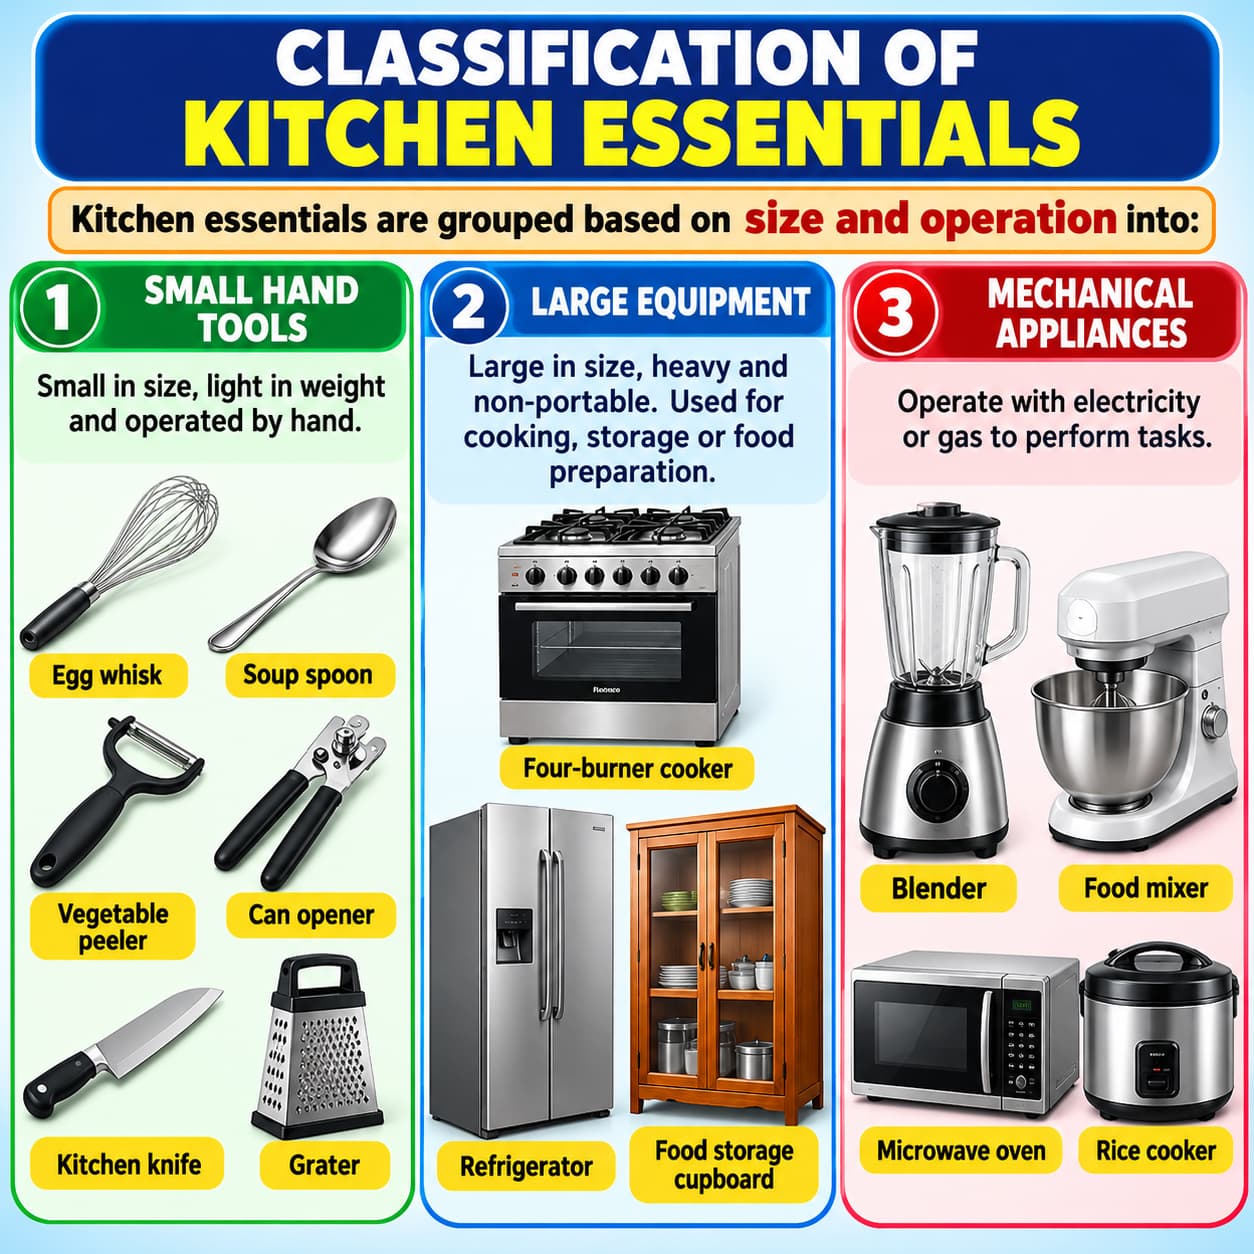 CLASSIFICATION OF
KITCHEN ESSENTIALS
Kitchen essentials are grouped based on size and operation into:
1
SMALL HAND
TOOLS
Small in size, light in weight
and operated by hand.
Egg whisk
Soup spoon
Vegetable
peeler
Can opener
Kitchen knife
Grater
2
LARGE EQUIPMENT
Large in size, heavy and
non-portable. Used for
cooking, storage or food
preparation.
Four-burner cooker
Refrigerator
Food storage
cupboard
3
MECHANICAL
APPLIANCES
Operate with electricity
or gas to perform tasks.
Blender
Food mixer
Microwave oven
Rice cooker